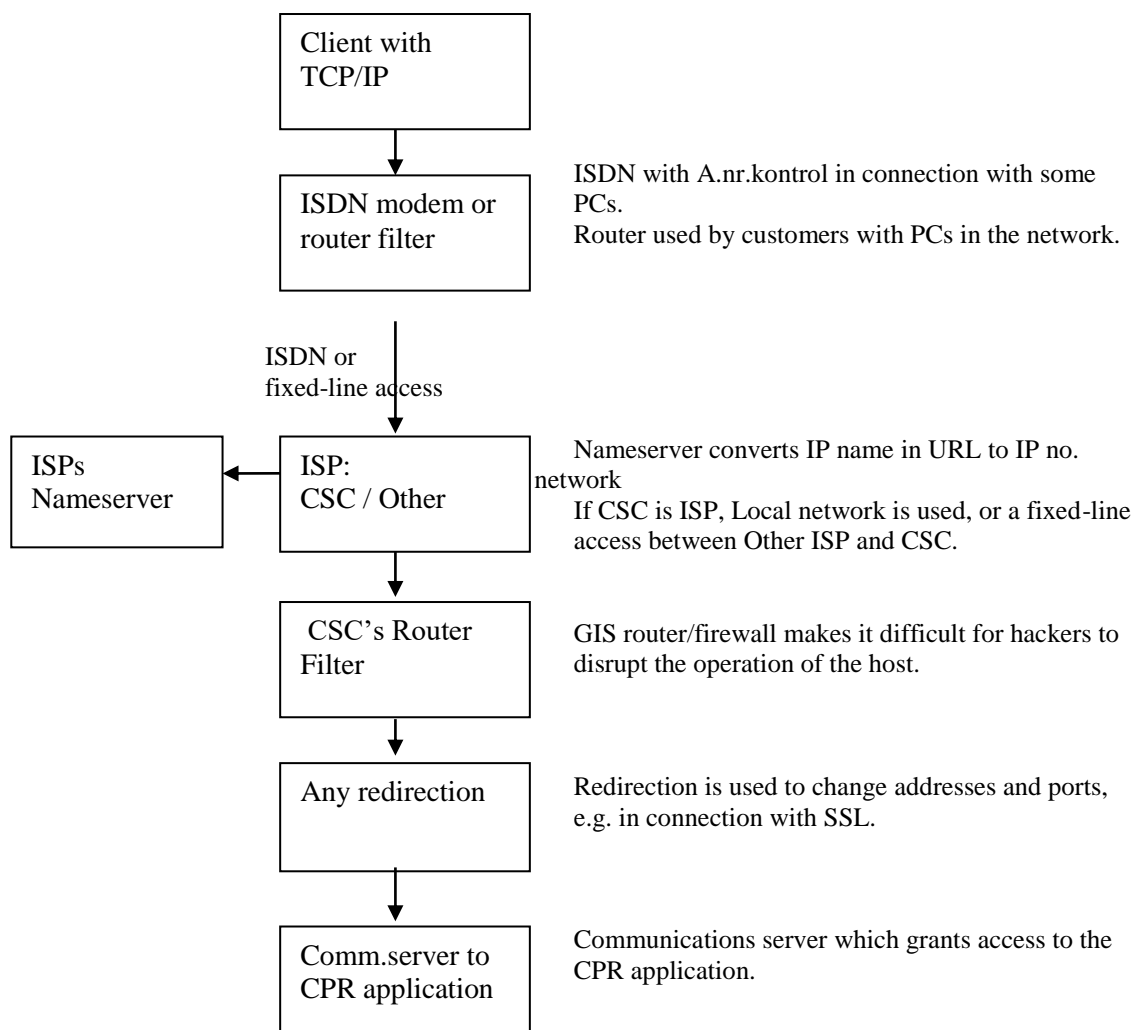 Client with
TCP/IP
ISDN modem or
router filter
ISDN with A.nr.kontrol in connection with some
PCs.
Router used by customers with PCs in the network.
ISDN or
fixed-line access
ISPs
Nameserver
ISP:
CSC / Other
Nameserver converts IP name in URL to IP no.
network
If CSC is ISP, Local network is used, or a fixed-line
access between Other ISP and CSC.
CSC’s Router
Filter
GIS router/firewall makes it difficult for hackers to
disrupt the operation of the host.
Any redirection
Redirection is used to change addresses and ports,
e.g. in connection with SSL.
Comm.server to
CPR application
Communications server which grants access to the
CPR application.